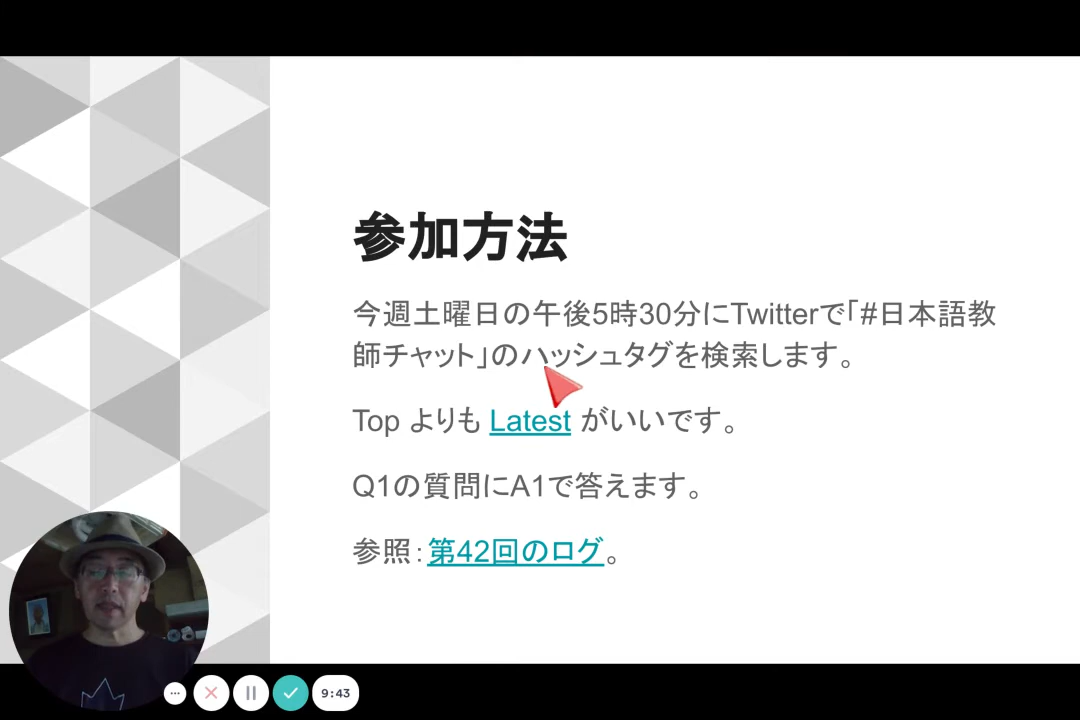 参加方法
今週土曜日の午後5時30分にTwitterで「#日本語教
師チャット」のハッシュタグを検索します。
Top よりも Latest がいいです。
Q1の質問にA1で答えます。
参照：第42回のログ。
9:43